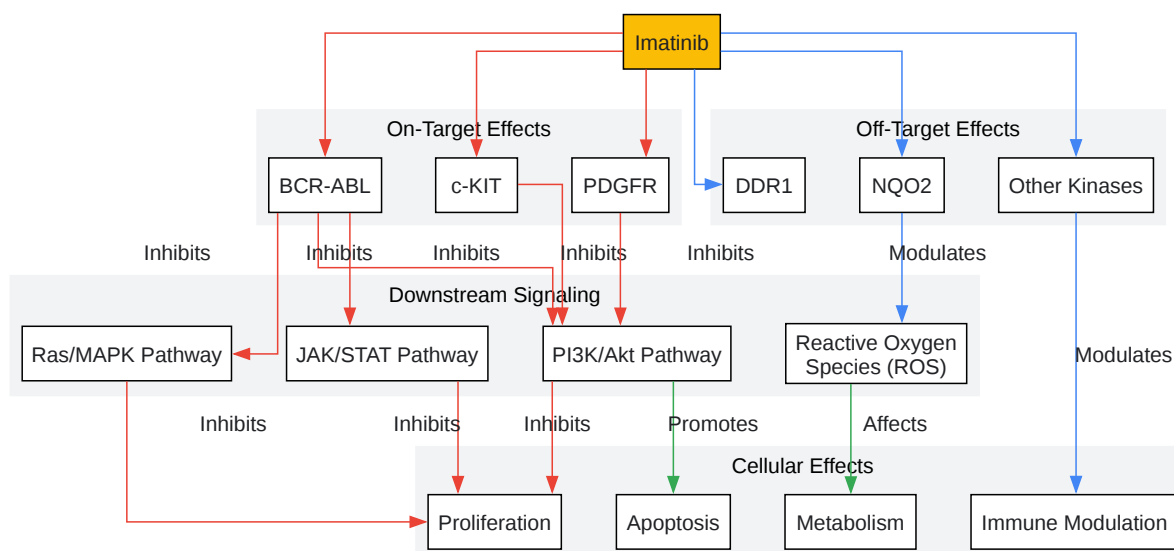 Imatinib
On-Target Effects
Off-Target Effects
BCR-ABL
c-KIT
PDGFR
DDR1
NQO2
Other Kinases
Inhibits
Inhibits
Inhibits
Inhibits
Inhibits
Modulates
Downstream Signaling
Ras/MAPK Pathway
JAK/STAT Pathway
PI3K/Akt Pathway
Reactive Oxygen
Species (ROS)
Modulates
Inhibits
Inhibits
Inhibits
Promotes
Affects
Cellular Effects
Proliferation
Apoptosis
Metabolism
Immune Modulation